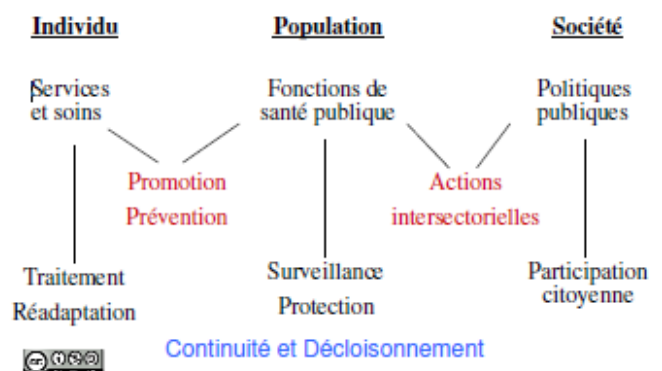 Individu Population Société
Services Fonctions de Politiques
et soins santé publique publiques
Promotion Actions
Prévention intersectorielles
Traitement Surveillance Participation
Réadaptation Protection citoyenne
Continuité et Décloisonnement